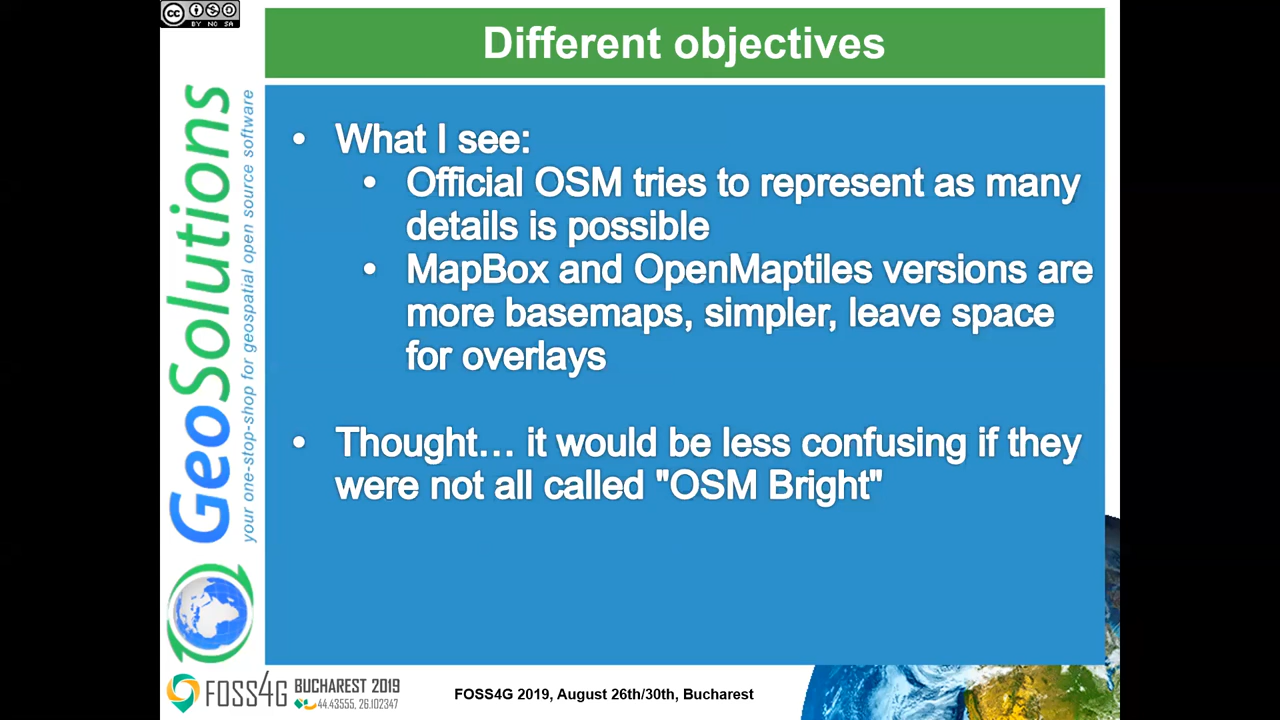 BY NC SA
Different objectives
GeoSolutions
your one-stop-shop for geospatial open source software
• What I see:
• Official OSM tries to represent as many
details is possible
• MapBox and OpenMaptiles versions are
more basemaps, simpler, leave space
for overlays
• Thought… it would be less confusing if they
were not all called "OSM Bright"
FOSS4G BUCHAREST 2019
44.43555, 26.102347
FOSS4G 2019, August 26th/30th, Bucharest